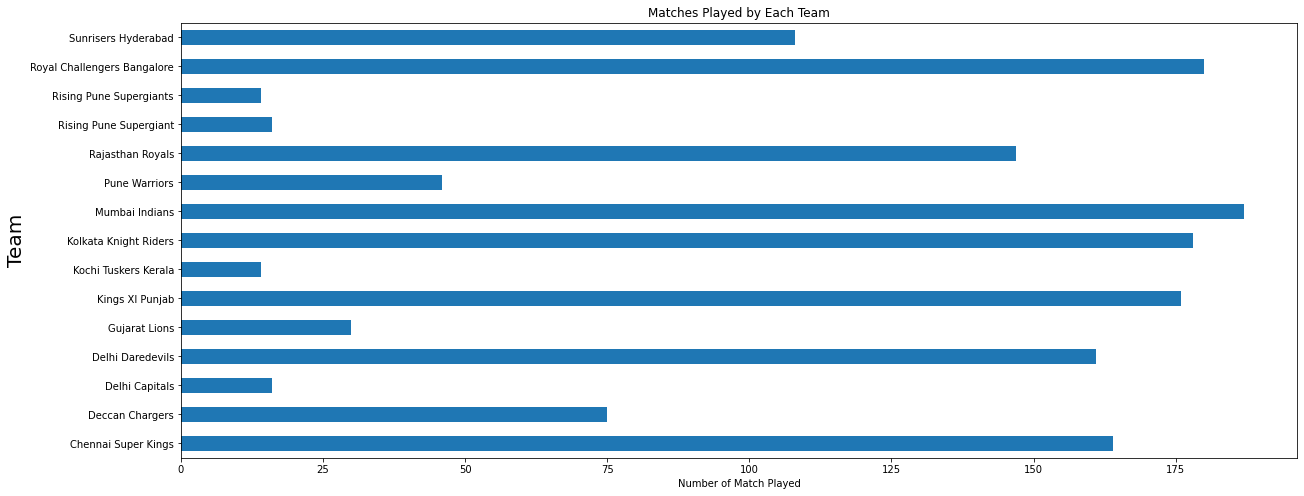 Matches Played by Each Team
Sunrisers Hyderabad
Royal Challengers Bangalore
Rising Pune Supergiants
Rising Pune Supergiant
Rajasthan Royals
Pune Warriors
Mumbai Indians
Kolkata Knight Riders
Kochi Tuskers Kerala
Kings XI Punjab
Gujarat Lions
Delhi Daredevils
Delhi Capitals
Deccan Chargers
Chennai Super Kings
Team
0 25 50 75 100 125 150 175
Number of Match Played